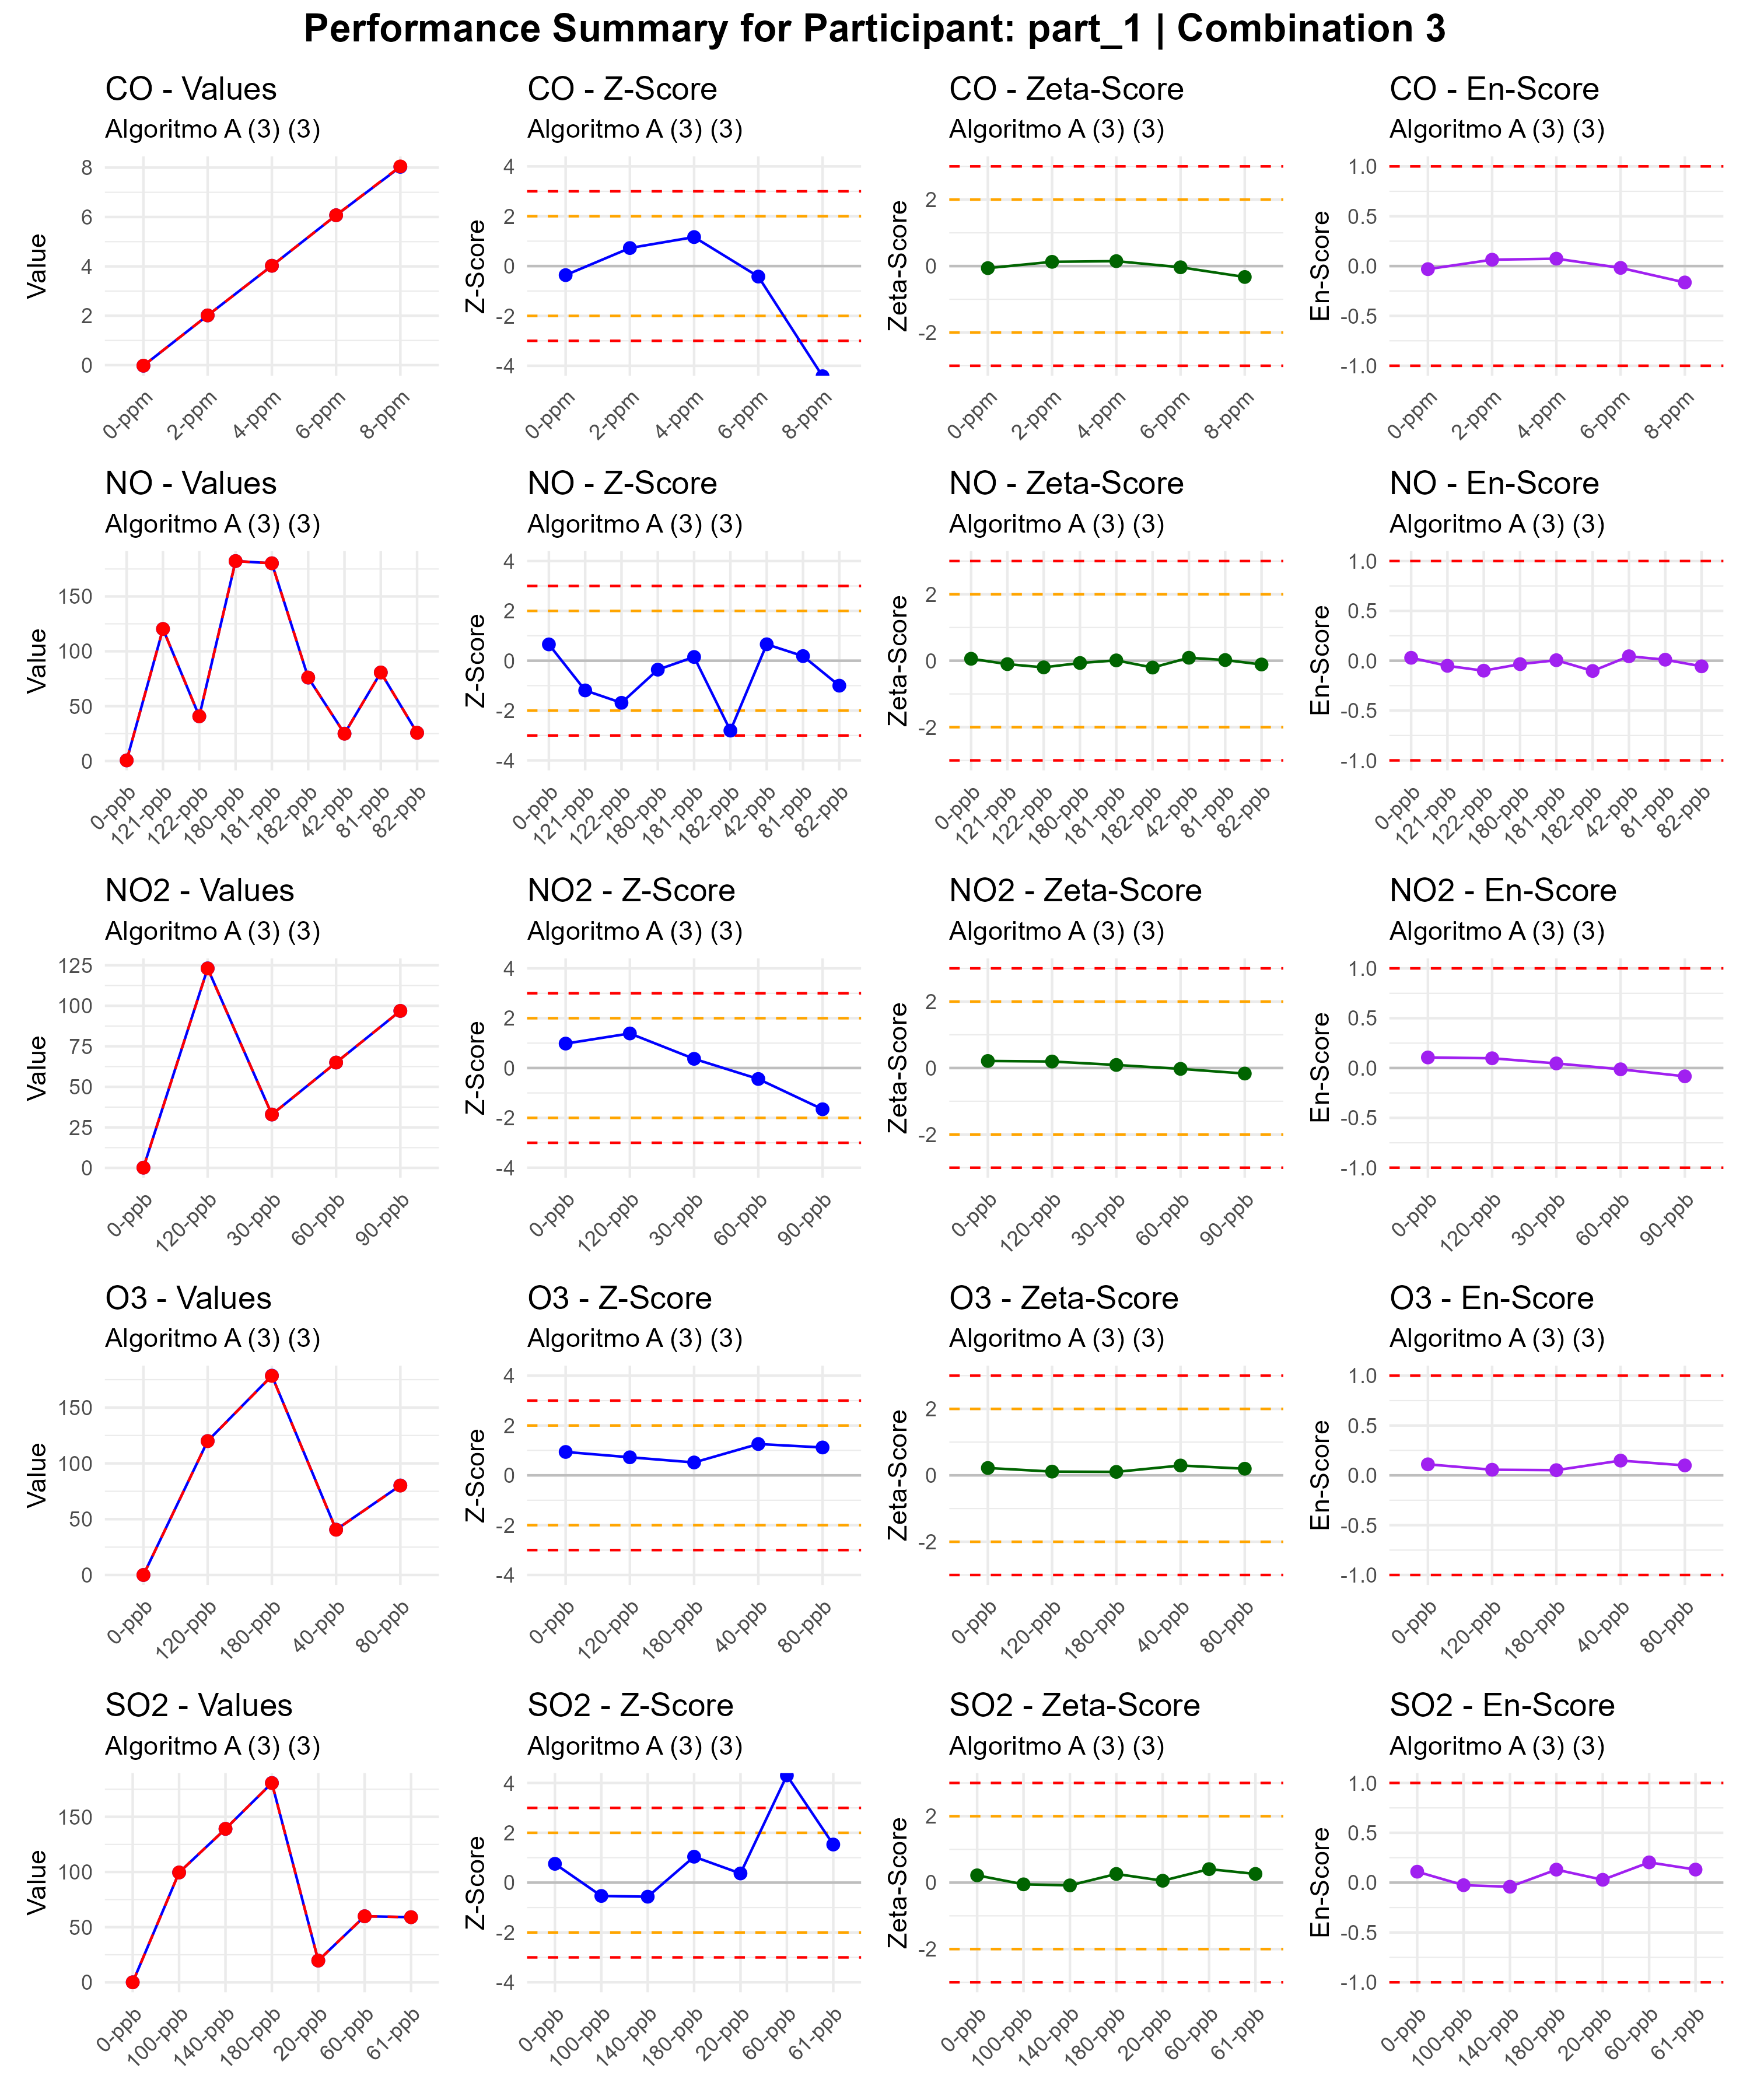 Performance Summary for Participant: part_1 | Combination 3
CO - Values
Algoritmo A (3) (3)
Value
8
6
4
2
0
0-ppm
2-ppm
4-ppm
6-ppm
8-ppm
CO - Z-Score
Algoritmo A (3) (3)
Z-Score
4
2
0
-2
-4
0-ppm
2-ppm
4-ppm
6-ppm
8-ppm
CO - Zeta-Score
Algoritmo A (3) (3)
Zeta-Score
2
0
-2
0-ppm
2-ppm
4-ppm
6-ppm
8-ppm
CO - En-Score
Algoritmo A (3) (3)
En-Score
1.0
0.5
0.0
-0.5
-1.0
0-ppm
2-ppm
4-ppm
6-ppm
8-ppm
NO - Values
Algoritmo A (3) (3)
Value
150
100
50
0
0-ppb
121-ppb
122-ppb
180-ppb
181-ppb
182-ppb
42-ppb
81-ppb
82-ppb
NO - Z-Score
Algoritmo A (3) (3)
Z-Score
4
2
0
-2
-4
0-ppb
121-ppb
122-ppb
180-ppb
181-ppb
182-ppb
42-ppb
81-ppb
82-ppb
NO - Zeta-Score
Algoritmo A (3) (3)
Zeta-Score
2
0
-2
0-ppb
121-ppb
122-ppb
180-ppb
181-ppb
182-ppb
42-ppb
81-ppb
82-ppb
NO - En-Score
Algoritmo A (3) (3)
En-Score
1.0
0.5
0.0
-0.5
-1.0
0-ppb
121-ppb
122-ppb
180-ppb
181-ppb
182-ppb
42-ppb
81-ppb
82-ppb
NO2 - Values
Algoritmo A (3) (3)
Value
125
100
75
50
25
0
0-ppb
120-ppb
30-ppb
60-ppb
90-ppb
NO2 - Z-Score
Algoritmo A (3) (3)
Z-Score
4
2
0
-2
-4
0-ppb
120-ppb
30-ppb
60-ppb
90-ppb
NO2 - Zeta-Score
Algoritmo A (3) (3)
Zeta-Score
2
0
-2
0-ppb
120-ppb
30-ppb
60-ppb
90-ppb
NO2 - En-Score
Algoritmo A (3) (3)
En-Score
1.0
0.5
0.0
-0.5
-1.0
0-ppb
120-ppb
30-ppb
60-ppb
90-ppb
O3 - Values
Algoritmo A (3) (3)
Value
150
100
50
0
0-ppb
120-ppb
180-ppb
40-ppb
80-ppb
O3 - Z-Score
Algoritmo A (3) (3)
Z-Score
4
2
0
-2
-4
0-ppb
120-ppb
180-ppb
40-ppb
80-ppb
O3 - Zeta-Score
Algoritmo A (3) (3)
Zeta-Score
2
0
-2
0-ppb
120-ppb
180-ppb
40-ppb
80-ppb
O3 - En-Score
Algoritmo A (3) (3)
En-Score
1.0
0.5
0.0
-0.5
-1.0
0-ppb
120-ppb
180-ppb
40-ppb
80-ppb
SO2 - Values
Algoritmo A (3) (3)
Value
150
100
50
0
0-ppb
100-ppb
140-ppb
180-ppb
20-ppb
60-ppb
61-ppb
SO2 - Z-Score
Algoritmo A (3) (3)
Z-Score
4
2
0
-2
-4
0-ppb
100-ppb
140-ppb
180-ppb
20-ppb
60-ppb
61-ppb
SO2 - Zeta-Score
Algoritmo A (3) (3)
Zeta-Score
2
0
-2
0-ppb
100-ppb
140-ppb
180-ppb
20-ppb
60-ppb
61-ppb
SO2 - En-Score
Algoritmo A (3) (3)
En-Score
1.0
0.5
0.0
-0.5
-1.0
0-ppb
100-ppb
140-ppb
180-ppb
20-ppb
60-ppb
61-ppb